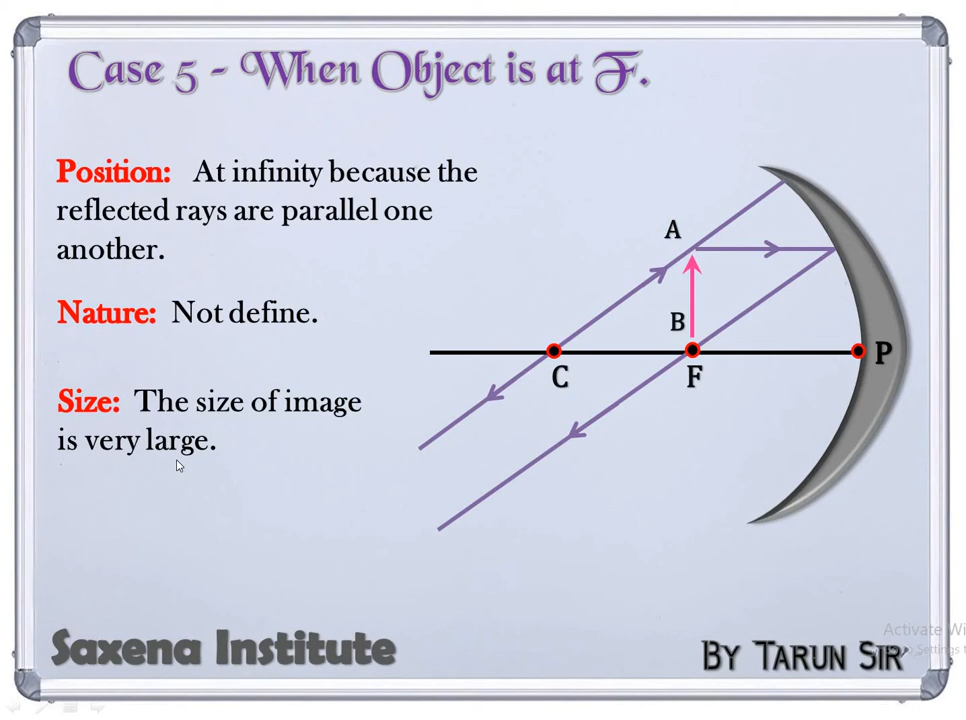 Case 5 - When Object is at F.
Position: At infinity because the
reflected rays are parallel one
another.
Nature: Not define.
Size: The size of image
is very large.
A
B
C
F
P
Saxena Institute
By Tarun Sir
Activate Wi
Settings t